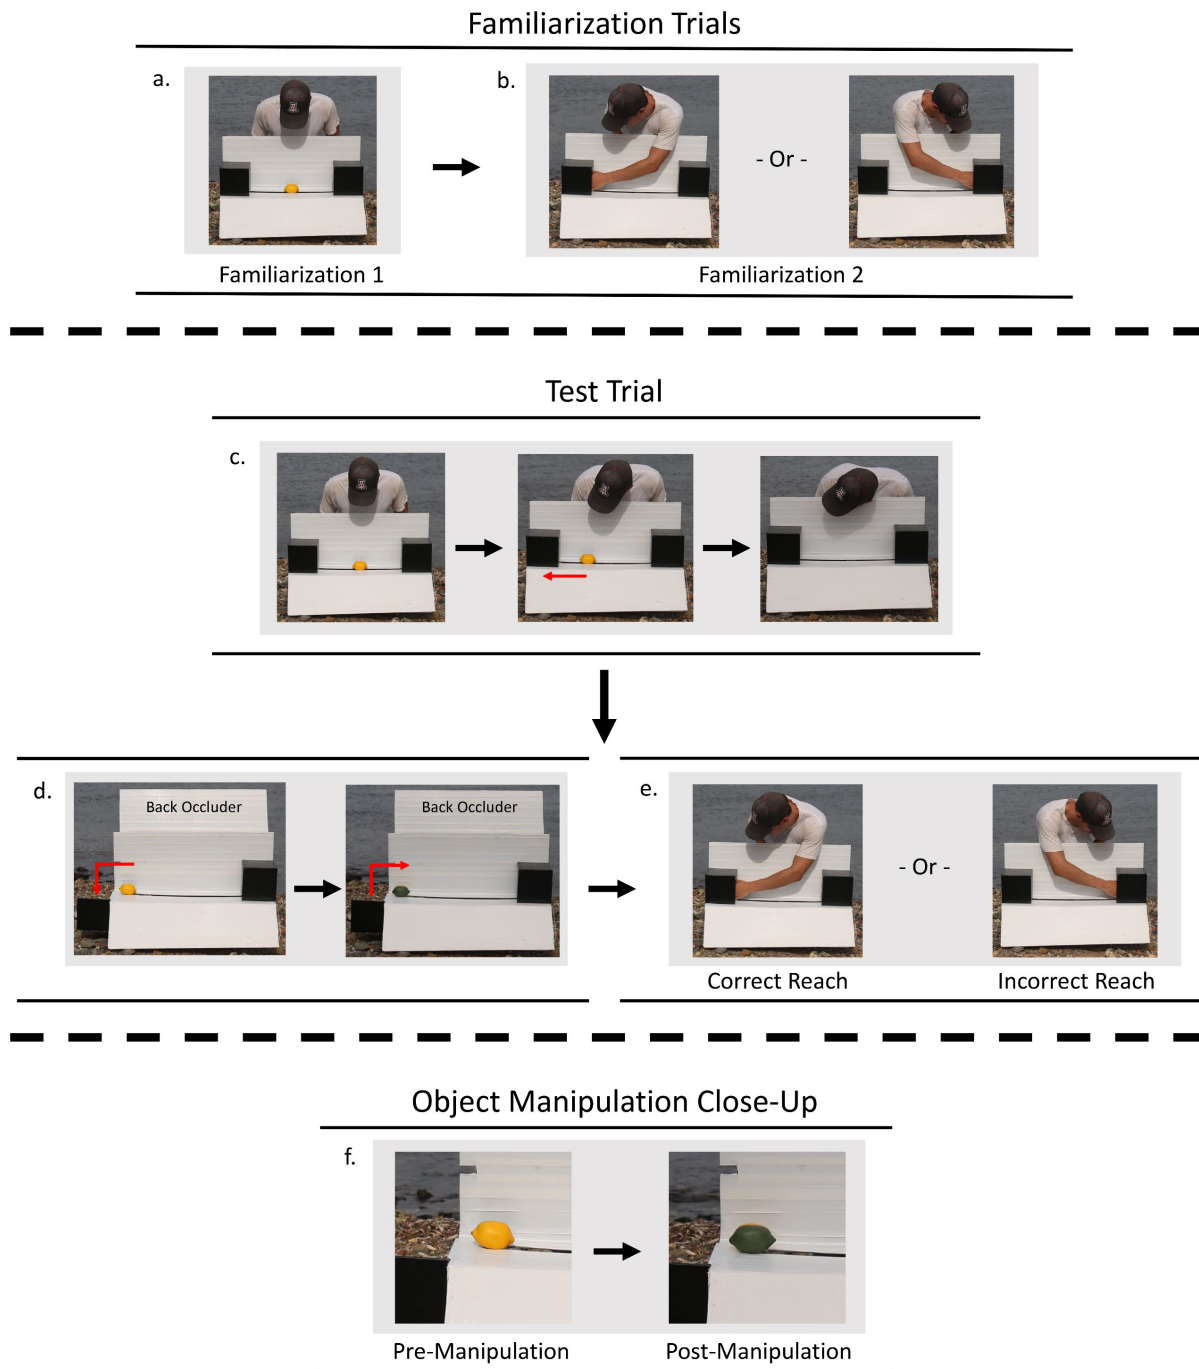 Familiarization Trials
a.
b.
- Or -
Familiarization 1
Familiarization 2
Test Trial
c.
d.
Back Occluder
Back Occluder
e.
- Or -
Correct Reach
Incorrect Reach
Object Manipulation Close-Up
f.
Pre-Manipulation
Post-Manipulation